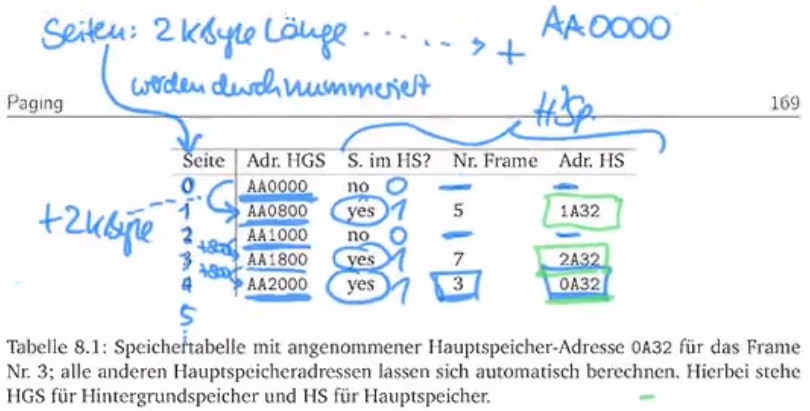 Seiten: 2 kByte Länge ........ → + AA0000
werden durchnummeriert
Paging 169
HSp.
Seite Adr. HGS S. im HS? Nr. Frame Adr. HS
0 AA0000 no 0 — —
1 AA0800 yes 1 5 1A32
+2kByte
2 AA1000 no 0 — —
+800
3 AA1800 yes 1 7 2A32
+800
4 AA2000 yes 1 3 0A32
5
Tabelle 8.1: Speichertabelle mit angenommener Hauptspeicher-Adresse 0A32 für das Frame
Nr. 3; alle anderen Hauptspeicheradressen lassen sich automatisch berechnen. Hierbei stehe
HGS für Hintergrundspeicher und HS für Hauptspeicher.